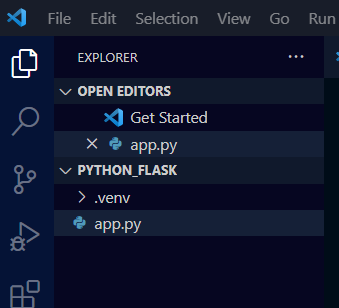 File Edit Selection View Go Run
EXPLORER
OPEN EDITORS
Get Started
app.py
PYTHON_FLASK
.venv
app.py